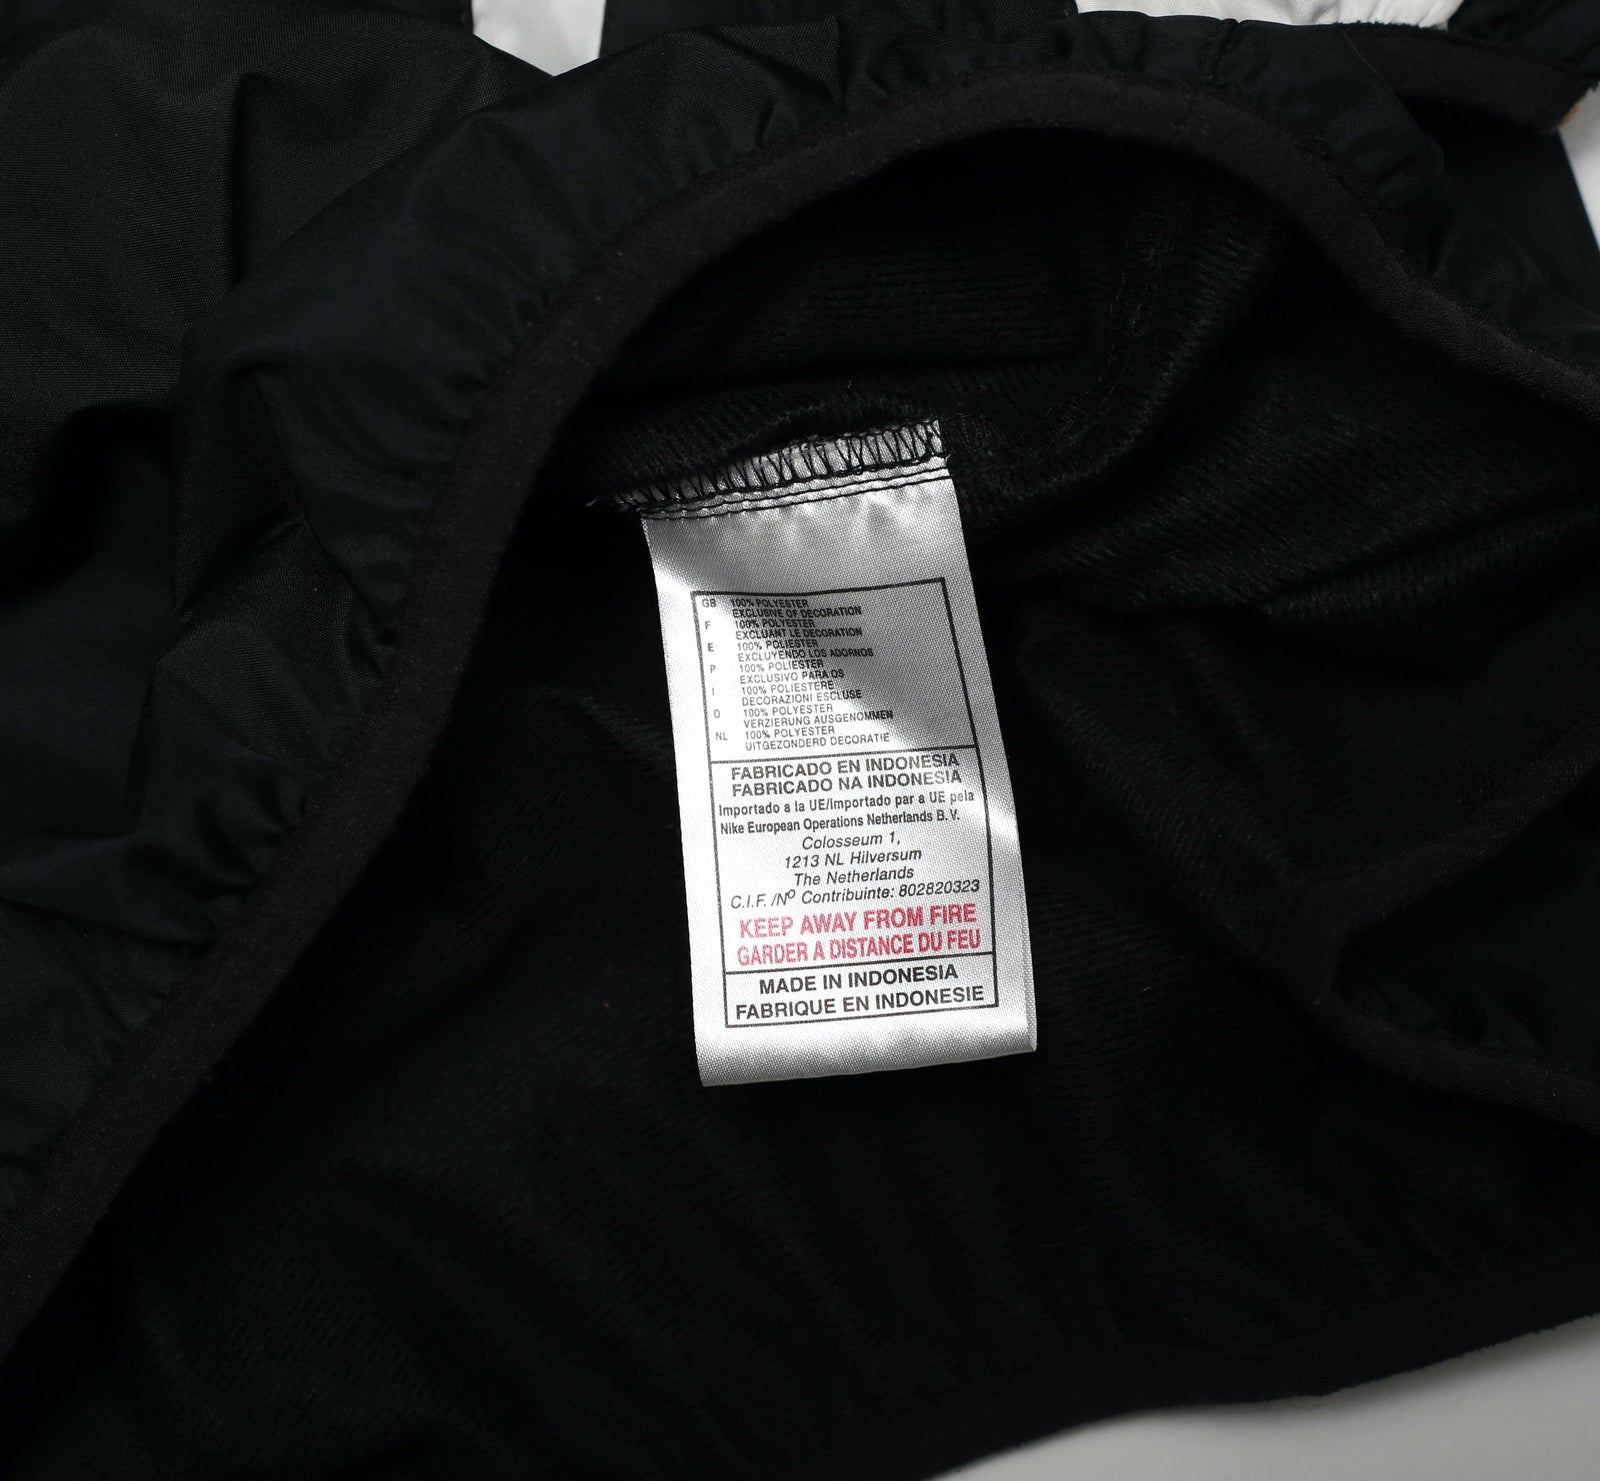 GB 100% POLYESTER
EXCLUSIVE OF DECORATION
F 100% POLYESTER
EXCLUANT LE DECORATION
E 100% POLIESTER
EXCLUYENDO LOS ADORNOS
P 100% POLIESTER
EXCLUSIVO PARA OS
I 100% POLIESTERE
DECORAZIONI ESCLUSE
D 100% POLYESTER
VERZIERUNG AUSGENOMMEN
NL 100% POLYESTER
UITGEZONDERD DECORATIE
FABRICADO EN INDONESIA
FABRICADO NA INDONESIA
Importado a la UE/Importado par a UE pela
Nike European Operations Netherlands B.V.
Colosseum 1,
1213 NL Hilversum
The Netherlands
C.I.F. /Nº Contribuinte: 802820323
KEEP AWAY FROM FIRE
GARDER A DISTANCE DU FEU
MADE IN INDONESIA
FABRIQUE EN INDONESIE